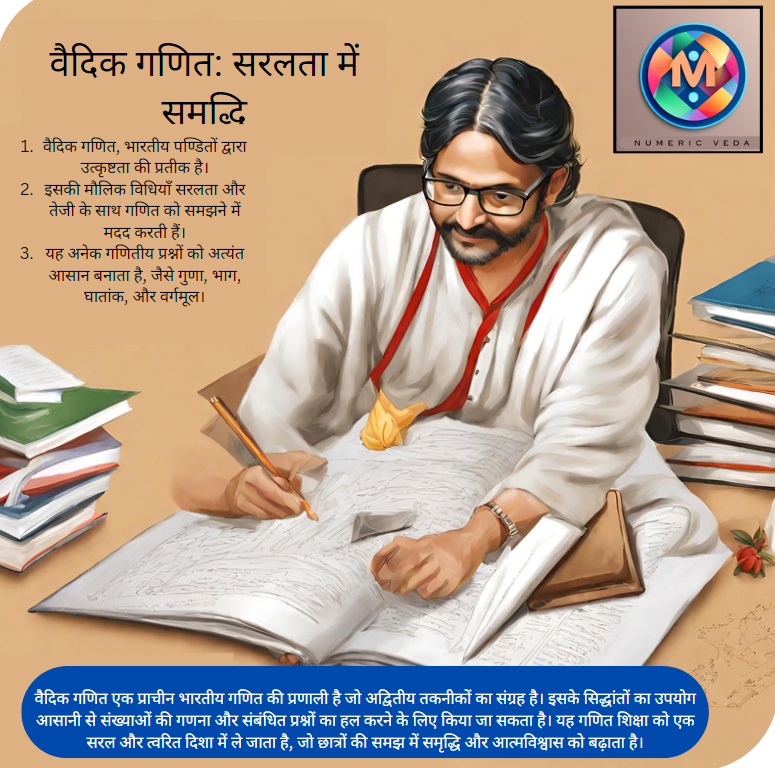 वैदिक गणित: सरलता में
समृद्धि
1. वैदिक गणित, भारतीय पण्डितों द्वारा
उत्कृष्टता की प्रतीक है।
2. इसकी मौलिक विधियाँ सरलता और
तेजी के साथ गणित को समझने में
मदद करती हैं।
3. यह अनेक गणितीय प्रश्नों को अत्यंत
आसान बनाता है, जैसे गुणा, भाग,
घातांक, और वर्गमूल।
M
NUMERIC VEDA
वैदिक गणित एक प्राचीन भारतीय गणित की प्रणाली है जो अद्वितीय तकनीकों का संग्रह है। इसके सिद्धांतों का उपयोग
आसानी से संख्याओं की गणना और संबंधित प्रश्नों का हल करने के लिए किया जा सकता है। यह गणित शिक्षा को एक
सरल और त्वरित दिशा में ले जाता है, जो छात्रों की समझ में समृद्धि और आत्मविश्वास को बढ़ाता है।